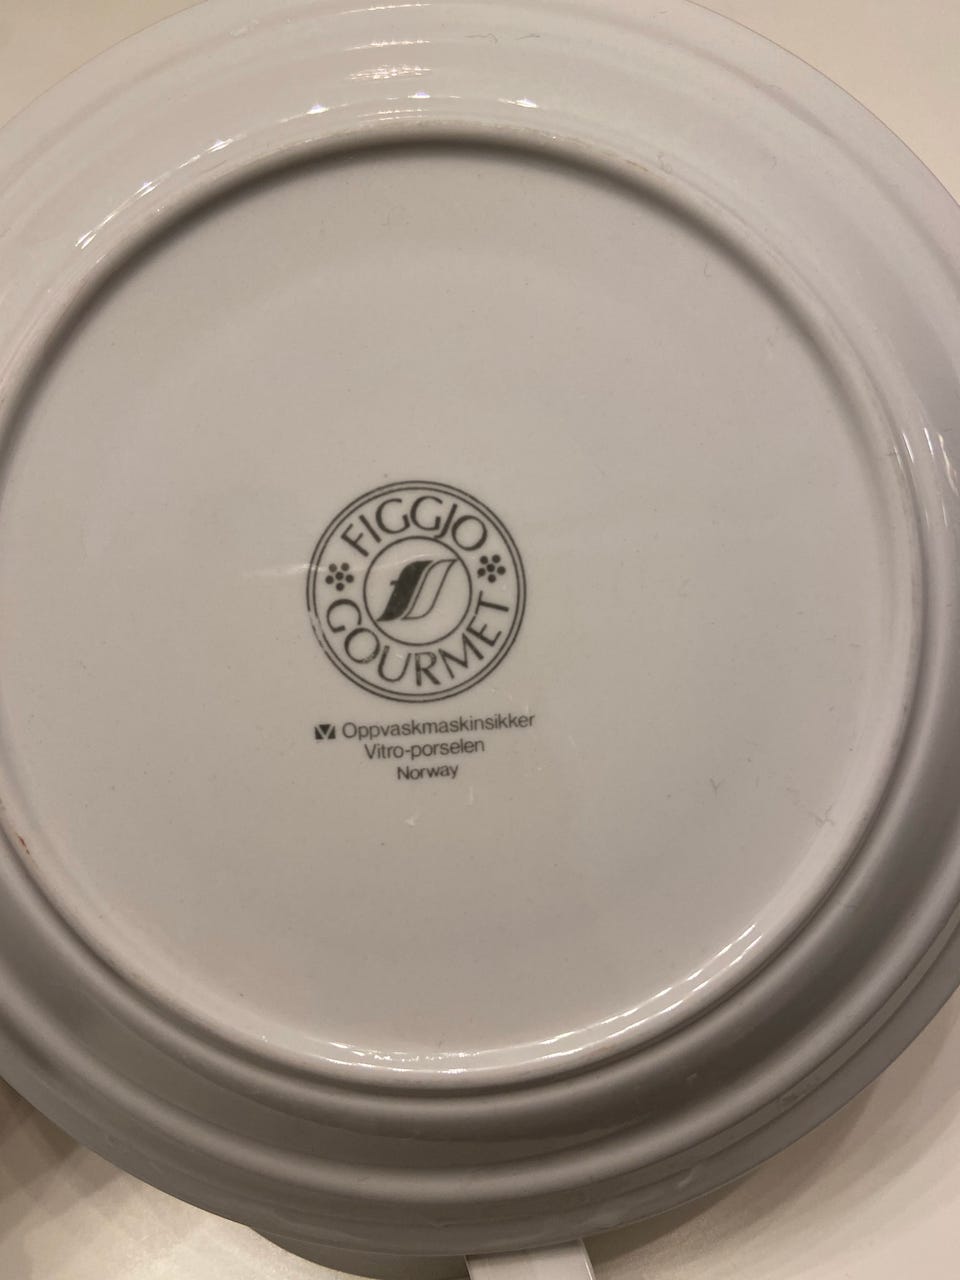 FIGGJO
GOURMET
Oppvaskmaskinsikker
Vitro-porselen
Norway